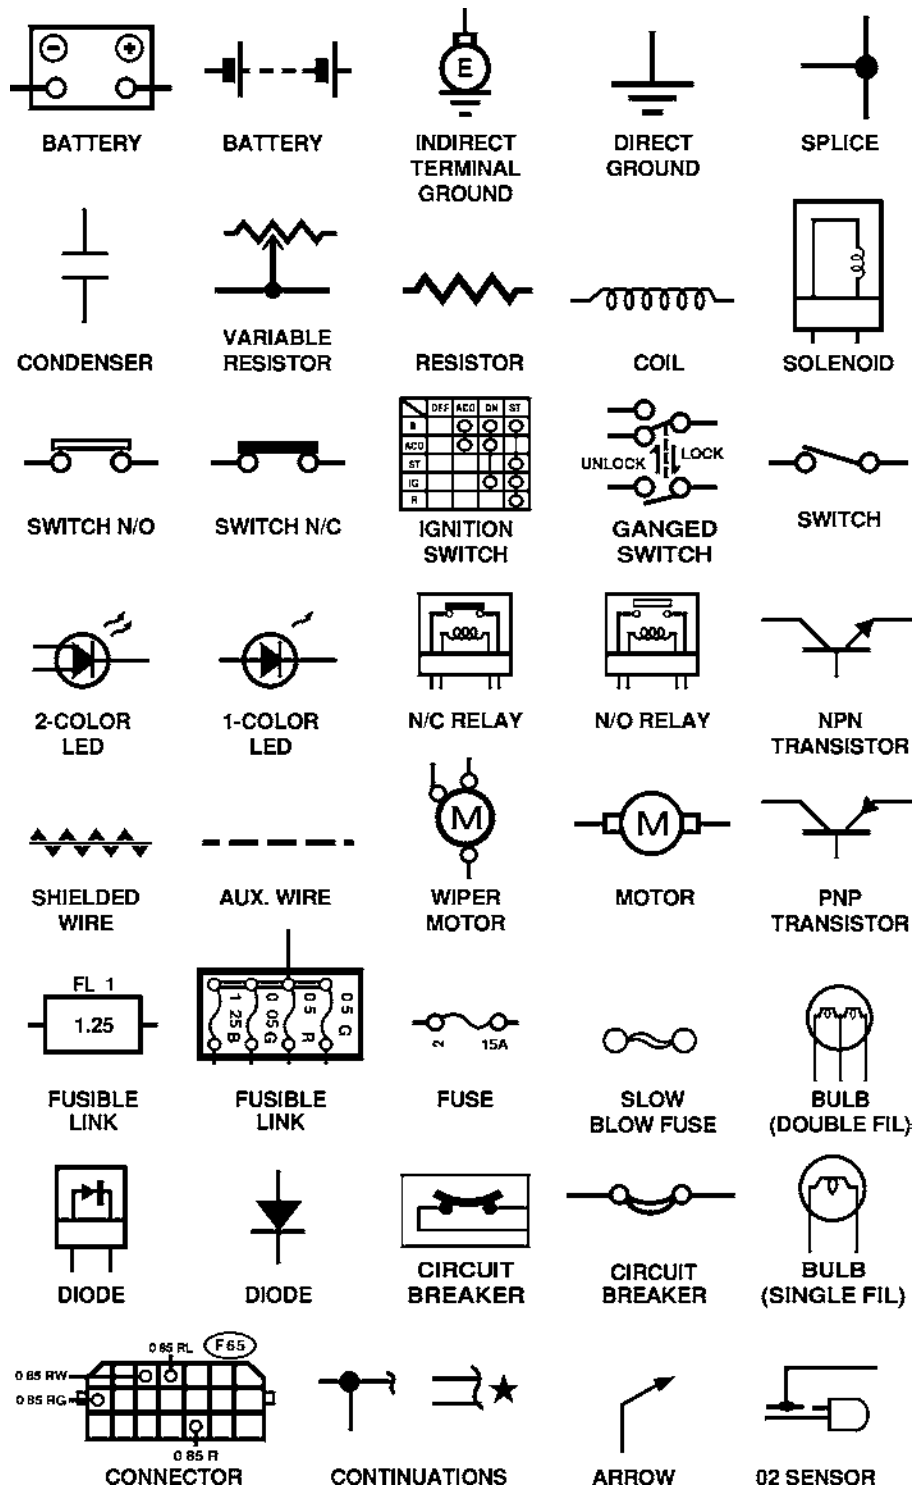 BATTERY
BATTERY
E
INDIRECT
TERMINAL
GROUND
DIRECT
GROUND
SPLICE
CONDENSER
VARIABLE
RESISTOR
RESISTOR
COIL
SOLENOID
SWITCH N/O
SWITCH N/C
OFF ACO ON ST
B
ACO
ST
IG
R
IGNITION
SWITCH
UNLOCK
LOCK
GANGED
SWITCH
SWITCH
2-COLOR
LED
1-COLOR
LED
N/C RELAY
N/O RELAY
NPN
TRANSISTOR
SHIELDED
WIRE
AUX. WIRE
M
WIPER
MOTOR
M
MOTOR
PNP
TRANSISTOR
FL 1
1.25
FUSIBLE
LINK
1 25 B
0 05 G
0 5 R
0 5 G
FUSIBLE
LINK
2
15A
FUSE
SLOW
BLOW FUSE
BULB
(DOUBLE FIL)
DIODE
DIODE
CIRCUIT
BREAKER
CIRCUIT
BREAKER
BULB
(SINGLE FIL)
0 85 RL
F65
0 85 RW
0 85 RG
0 85 R
CONNECTOR
CONTINUATIONS
ARROW
02 SENSOR